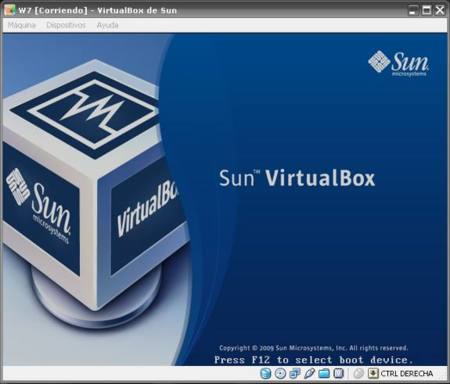 W7 [Corriendo] - VirtualBox de Sun
Máquina Dispositivos Ayuda
Sun
microsystems
Sun
microsystems
VirtualBox
Sun™ VirtualBox
Copyright © 2009 Sun Microsystems, Inc. All rights reserved.
Press F12 to select boot device.
CTRL DERECHA